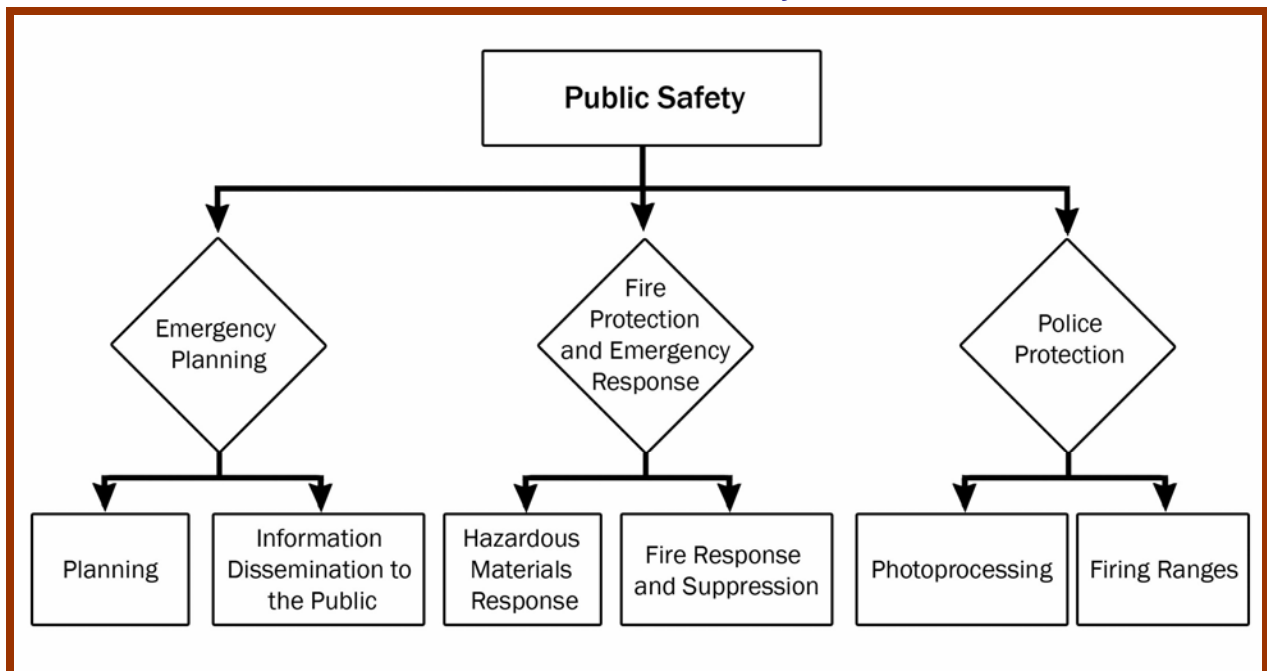 Public Safety
Emergency
Planning
Fire
Protection
and Emergency
Response
Police
Protection
Planning
Information
Dissemination to
the Public
Hazardous
Materials
Response
Fire Response
and Suppression
Photoprocessing
Firing Ranges